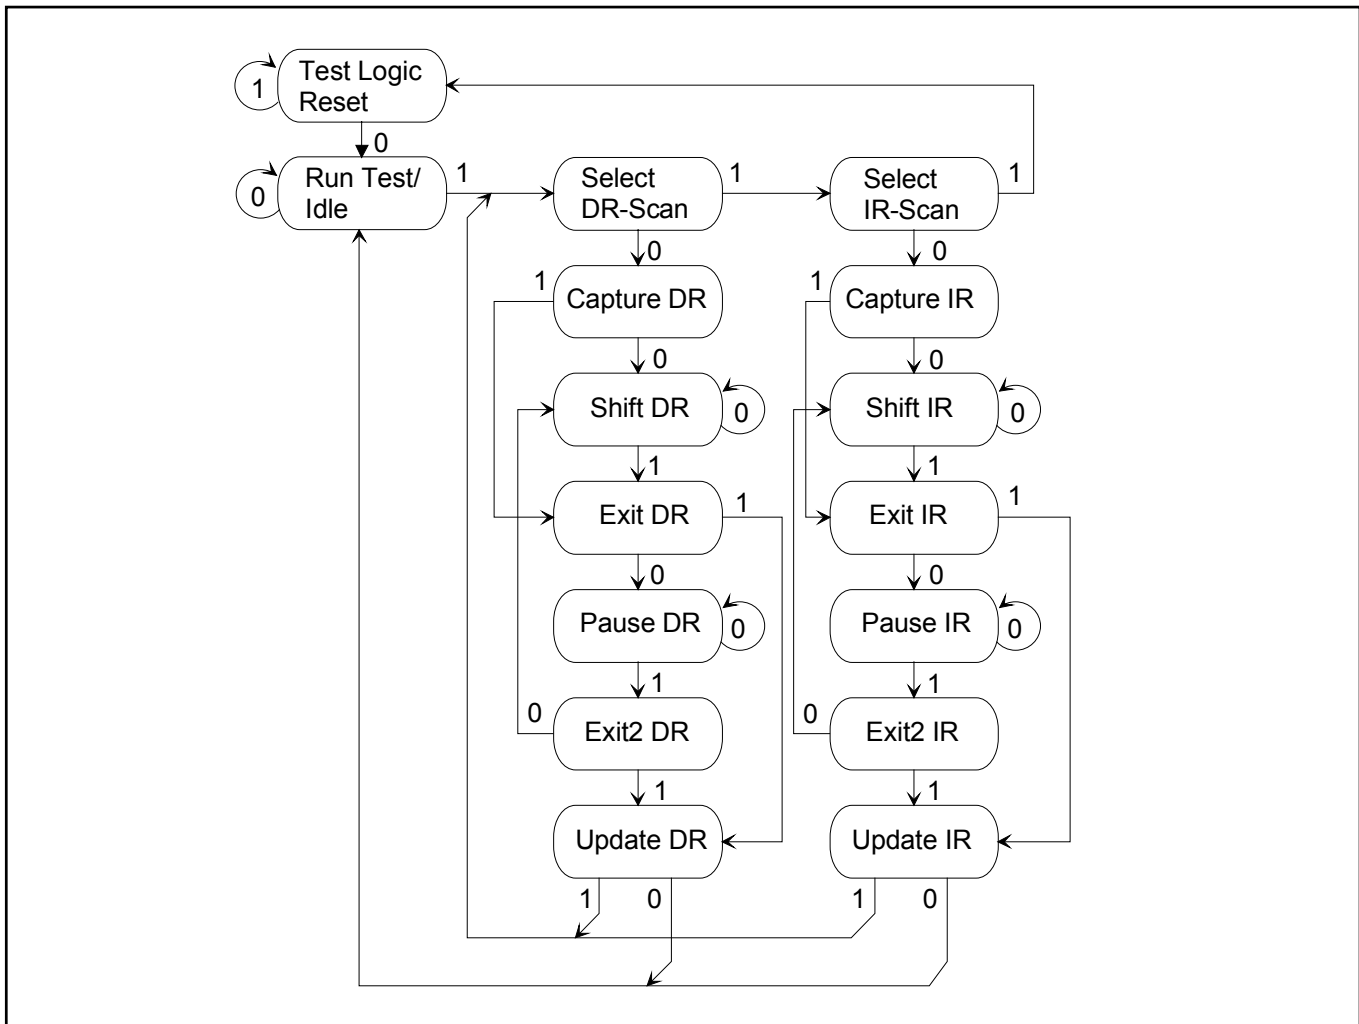 Test Logic
Reset
1
0
Run Test/
Idle
0
1
Select
DR-Scan
1
Select
IR-Scan
1
0
0
1
Capture DR
1
Capture IR
0
0
Shift DR
0
Shift IR
0
1
1
Exit DR
1
Exit IR
1
0
0
Pause DR
0
Pause IR
0
1
1
0
Exit2 DR
0
Exit2 IR
1
1
Update DR
Update IR
1
0
1
0